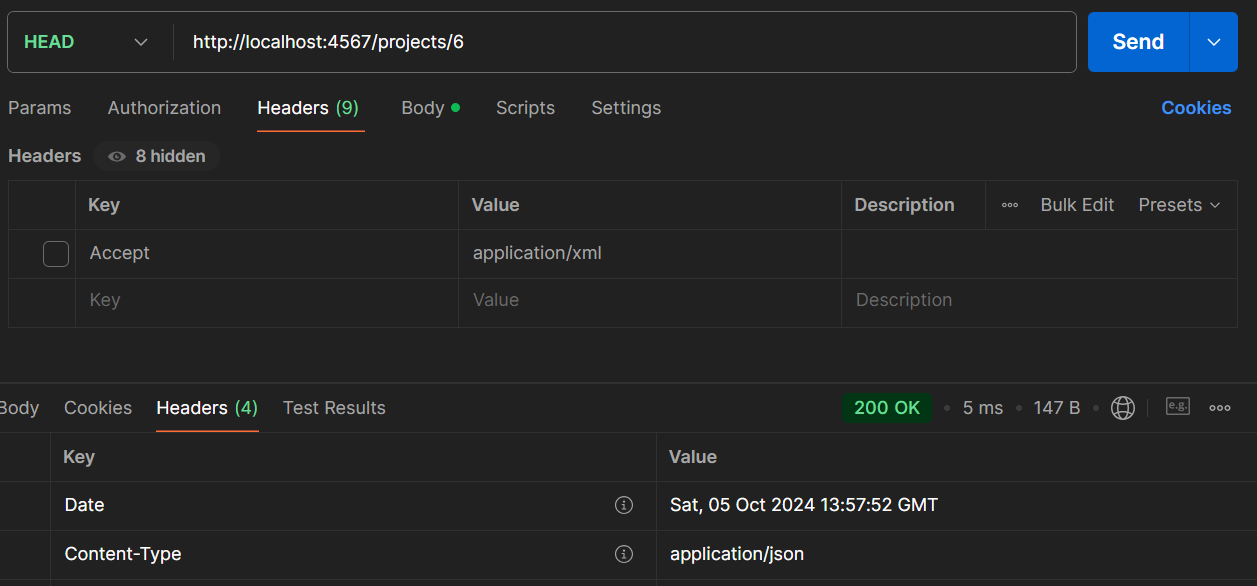 HEAD http://localhost:4567/projects/6 Send
Params Authorization Headers (9) Body Scripts Settings Cookies
Headers 8 hidden
Key Value Description Bulk Edit Presets
Accept application/xml
Key Value Description
Body Cookies Headers (4) Test Results 200 OK 5 ms 147 B e.g.
Key Value
Date Sat, 05 Oct 2024 13:57:52 GMT
Content-Type application/json